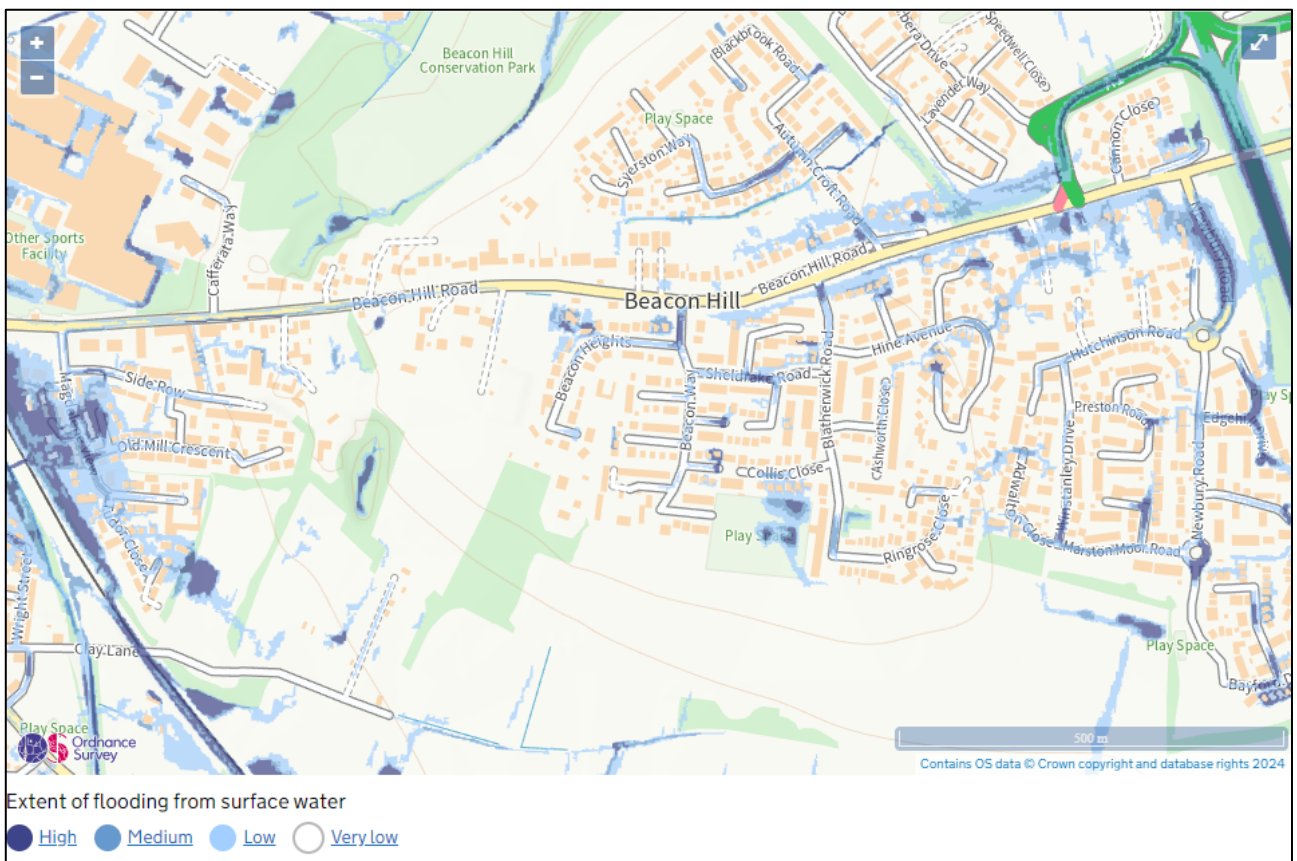 +
−
Beacon Hill
Conservation Park
Blackbrook Road
Speedwell Close
Lavender Way
Play Space
Cannon Close
Syerston Way
Autumn Croft Road
Other Sports
Facility
Cafferata Way
Beacon Hill Road
Beacon Hill
Beacon Hill Road
Newbury Road
Beacon Heights
Hine Avenue
Hutchinson Road
Sheldrake Road
Side Row
Blatherwick Road
Preston Road
Play Sp
Beacon Way
Ashworth Close
Old Mill Crescent
Collis Close
Winstanley Drive
Newbury Road
Adwalton Close
Play Space
Ringrose Close
Marston Moor Road
Wright Street
Clay Lane
Play Space
Play Space
Ordnance
Survey
500 m
Contains OS data © Crown copyright and database rights 2024
Extent of flooding from surface water
High Medium Low Very low